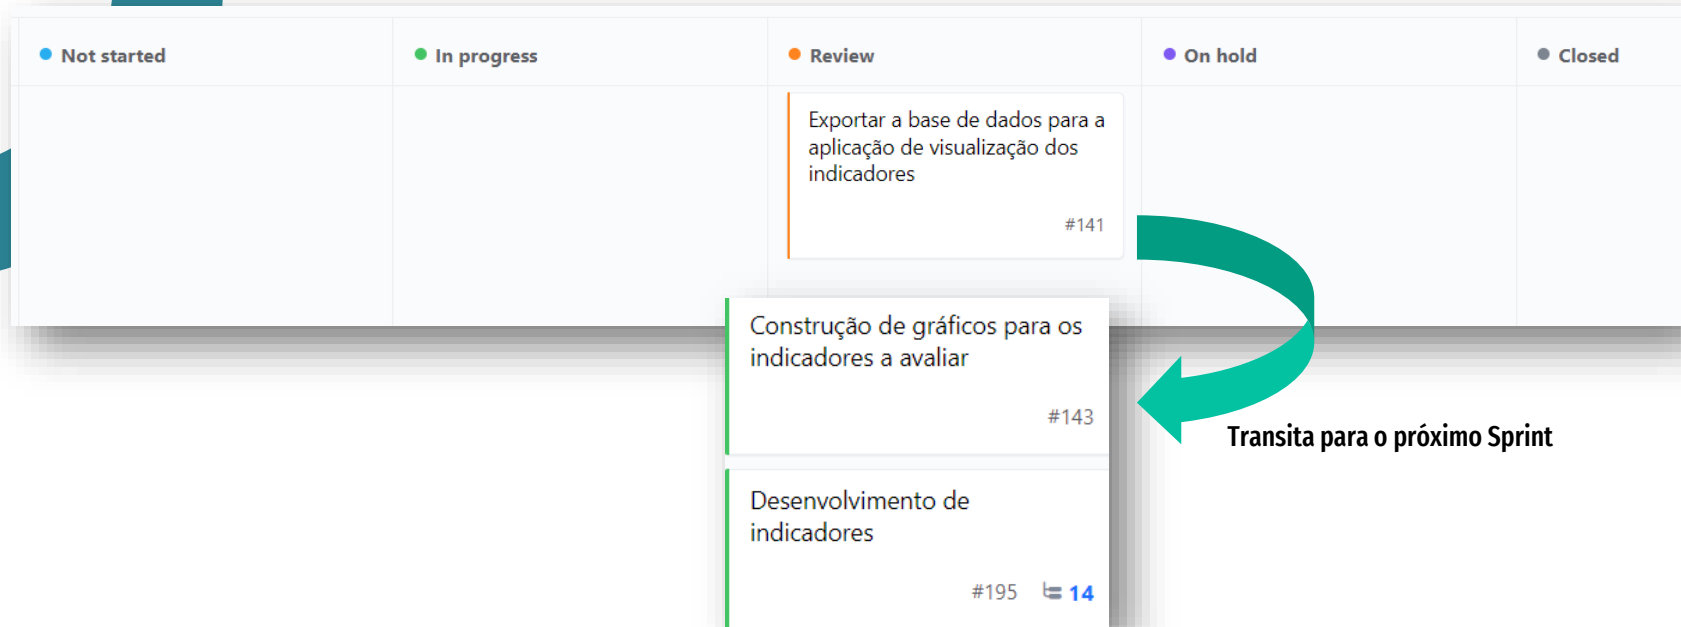 Not started
In progress
Review
On hold
Closed
Exportar a base de dados para a
aplicação de visualização dos
indicadores
#141
Construção de gráficos para os
indicadores a avaliar
#143
Transita para o próximo Sprint
Desenvolvimento de
indicadores
#195 14